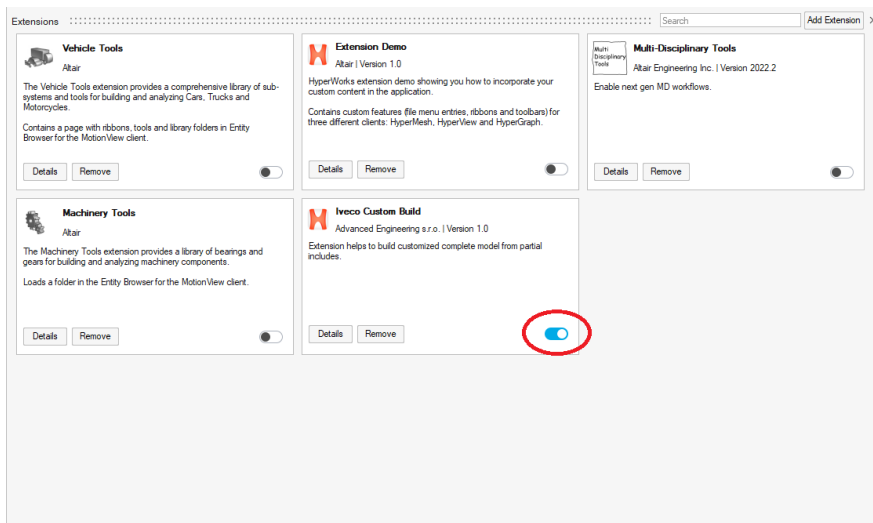 Extensions
Search
Add Extension
Vehicle Tools
Altair
The Vehicle Tools extension provides a comprehensive library of sub-
systems and tools for building and analyzing Cars, Trucks and
Motorcycles.
Contains a page with ribbons, tools and library folders in Entity
Browser for the MotionView client.
Details
Remove
Extension Demo
Altair | Version 1.0
HyperWorks extension demo showing you how to incorporate your
custom content in the application.
Contains custom features (file menu entries, ribbons and toolbars) for
three different clients: HyperMesh, HyperView and HyperGraph.
Details
Remove
Multi
Disciplinary
Tools
Multi-Disciplinary Tools
Altair Engineering Inc. | Version 2022.2
Enable next gen MD workflows.
Details
Remove
Machinery Tools
Altair
The Machinery Tools extension provides a library of bearings and
gears for building and analyzing machinery components.
Loads a folder in the Entity Browser for the MotionView client.
Details
Remove
Iveco Custom Build
Advanced Engineering s.r.o. | Version 1.0
Extension helps to build customized complete model from partial
includes.
Details
Remove